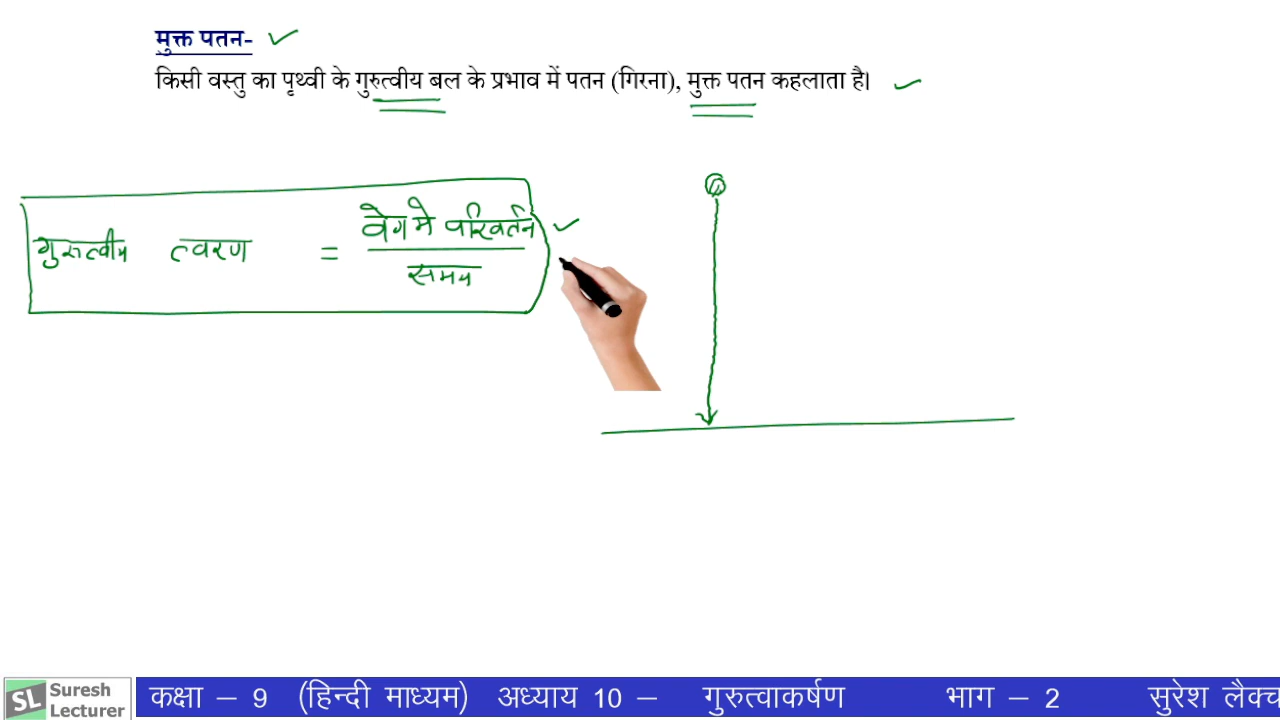 मुक्त पतन-
किसी वस्तु का पृथ्वी के गुरुत्वीय बल के प्रभाव में पतन (गिरना), मुक्त पतन कहलाता है।
गुरुत्वीय त्वरण = वेग मे परिवर्तन
समय
SL Suresh Lecturer
कक्षा – 9 (हिन्दी माध्यम) अध्याय 10 – गुरुत्वाकर्षण भाग – 2 सुरेश लैक्च